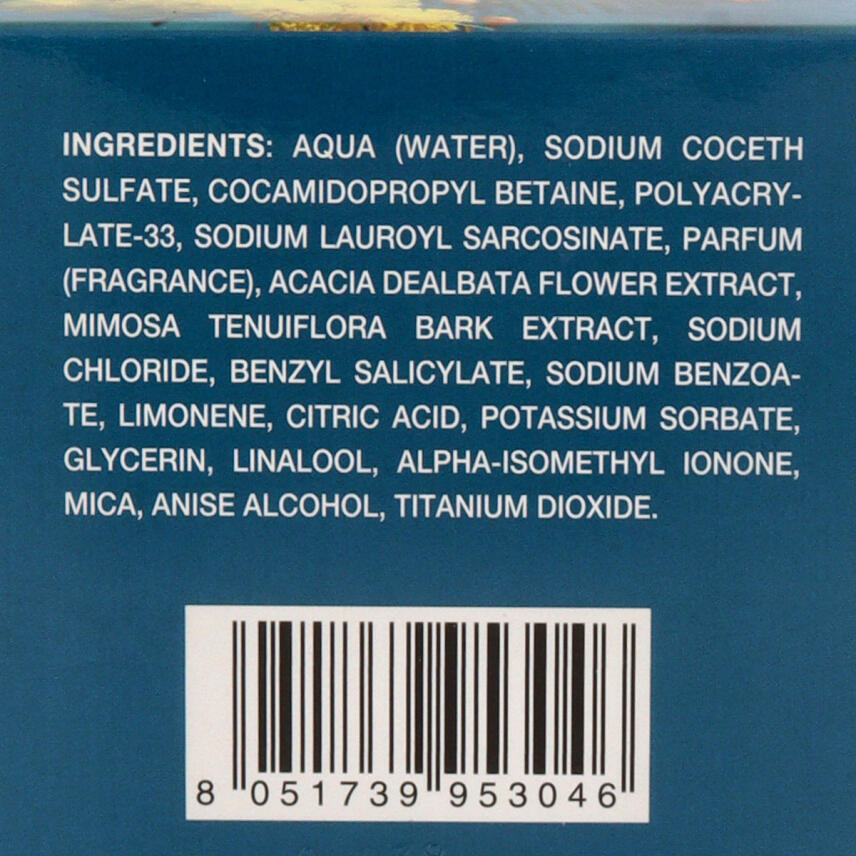 INGREDIENTS: AQUA (WATER), SODIUM COCETH
SULFATE, COCAMIDOPROPYL BETAINE, POLYACRY-
LATE-33, SODIUM LAUROYL SARCOSINATE, PARFUM
(FRAGRANCE), ACACIA DEALBATA FLOWER EXTRACT,
MIMOSA TENUIFLORA BARK EXTRACT, SODIUM
CHLORIDE, BENZYL SALICYLATE, SODIUM BENZOA-
TE, LIMONENE, CITRIC ACID, POTASSIUM SORBATE,
GLYCERIN, LINALOOL, ALPHA-ISOMETHYL IONONE,
MICA, ANISE ALCOHOL, TITANIUM DIOXIDE.
8 051739 953046